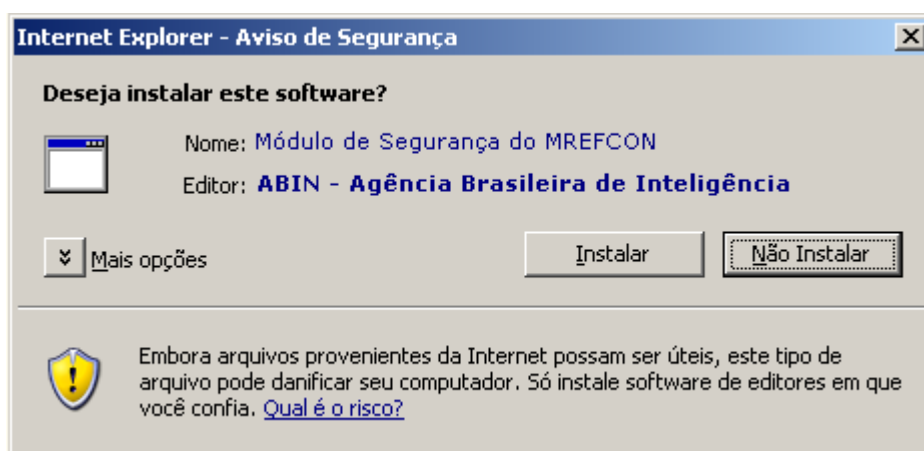 Internet Explorer - Aviso de Segurança
Deseja instalar este software?
Nome: Módulo de Segurança do MREFCON
Editor: ABIN - Agência Brasileira de Inteligência
Mais opções
Instalar
Não Instalar
Embora arquivos provenientes da Internet possam ser úteis, este tipo de
arquivo pode danificar seu computador. Só instale software de editores em que
você confia. Qual é o risco?